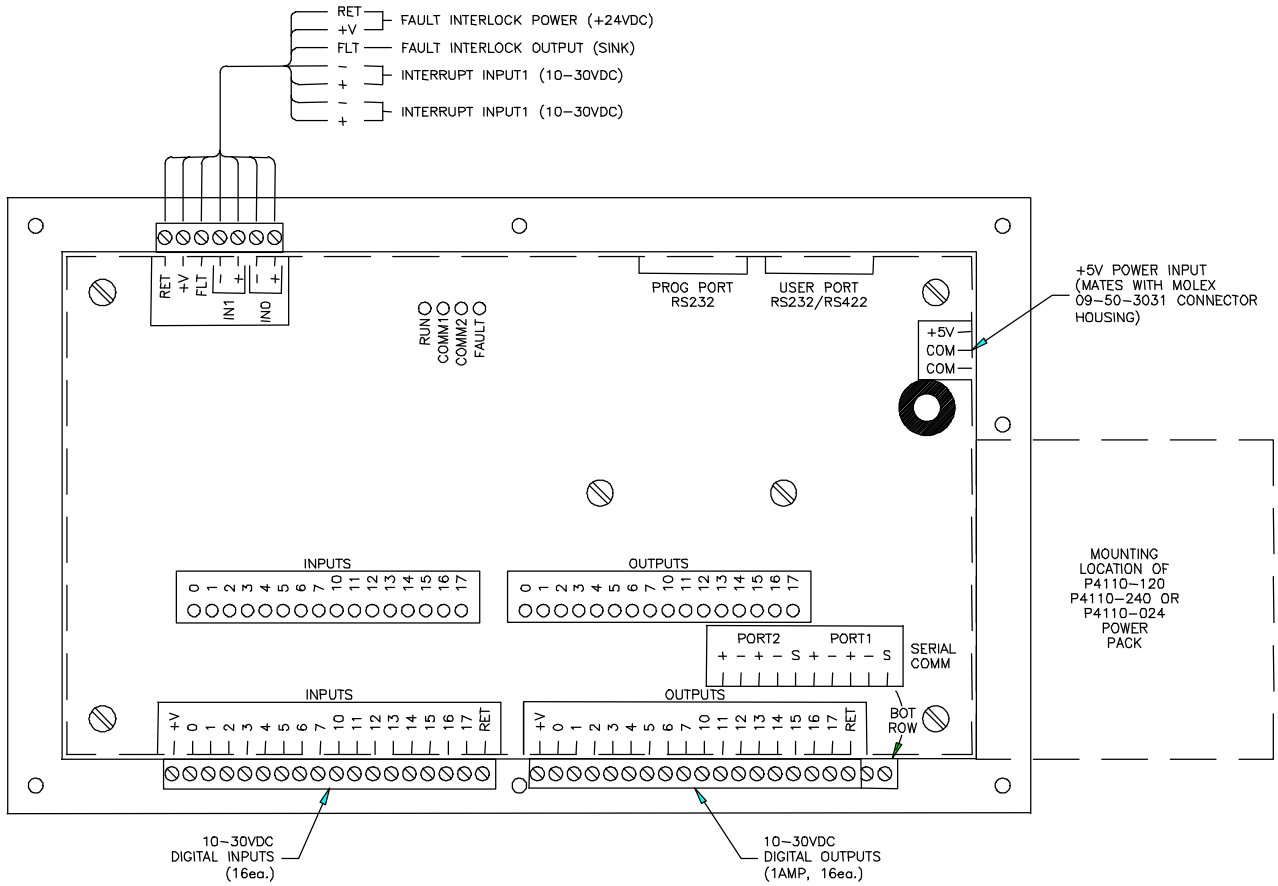 RET
+V
FAULT INTERLOCK POWER (+24VDC)
FLT
FAULT INTERLOCK OUTPUT (SINK)
-
+
INTERRUPT INPUT1 (10-30VDC)
-
+
INTERRUPT INPUT1 (10-30VDC)
RET +V FLT - + - +
IN1 IN0
RUN COMM1 COMM2 FAULT
PROG PORT
RS232
USER PORT
RS232/RS422
+5V
COM
COM
+5V POWER INPUT
(MATES WITH MOLEX
09-50-3031 CONNECTOR
HOUSING)
MOUNTING
LOCATION OF
P4110-120
P4110-240 OR
P4110-024
POWER
PACK
INPUTS
0 1 2 3 4 5 6 7 10 11 12 13 14 15 16 17
OUTPUTS
0 1 2 3 4 5 6 7 10 11 12 13 14 15 16 17
PORT2 PORT1
+ - + - S + - + - S
SERIAL
COMM
INPUTS
+V 0 1 2 3 4 5 6 7 10 11 12 13 14 15 16 17 RET
OUTPUTS
+V 0 1 2 3 4 5 6 7 10 11 12 13 14 15 16 17 RET
BOT
ROW
10-30VDC
DIGITAL INPUTS
(16ea.)
10-30VDC
DIGITAL OUTPUTS
(1AMP, 16ea.)